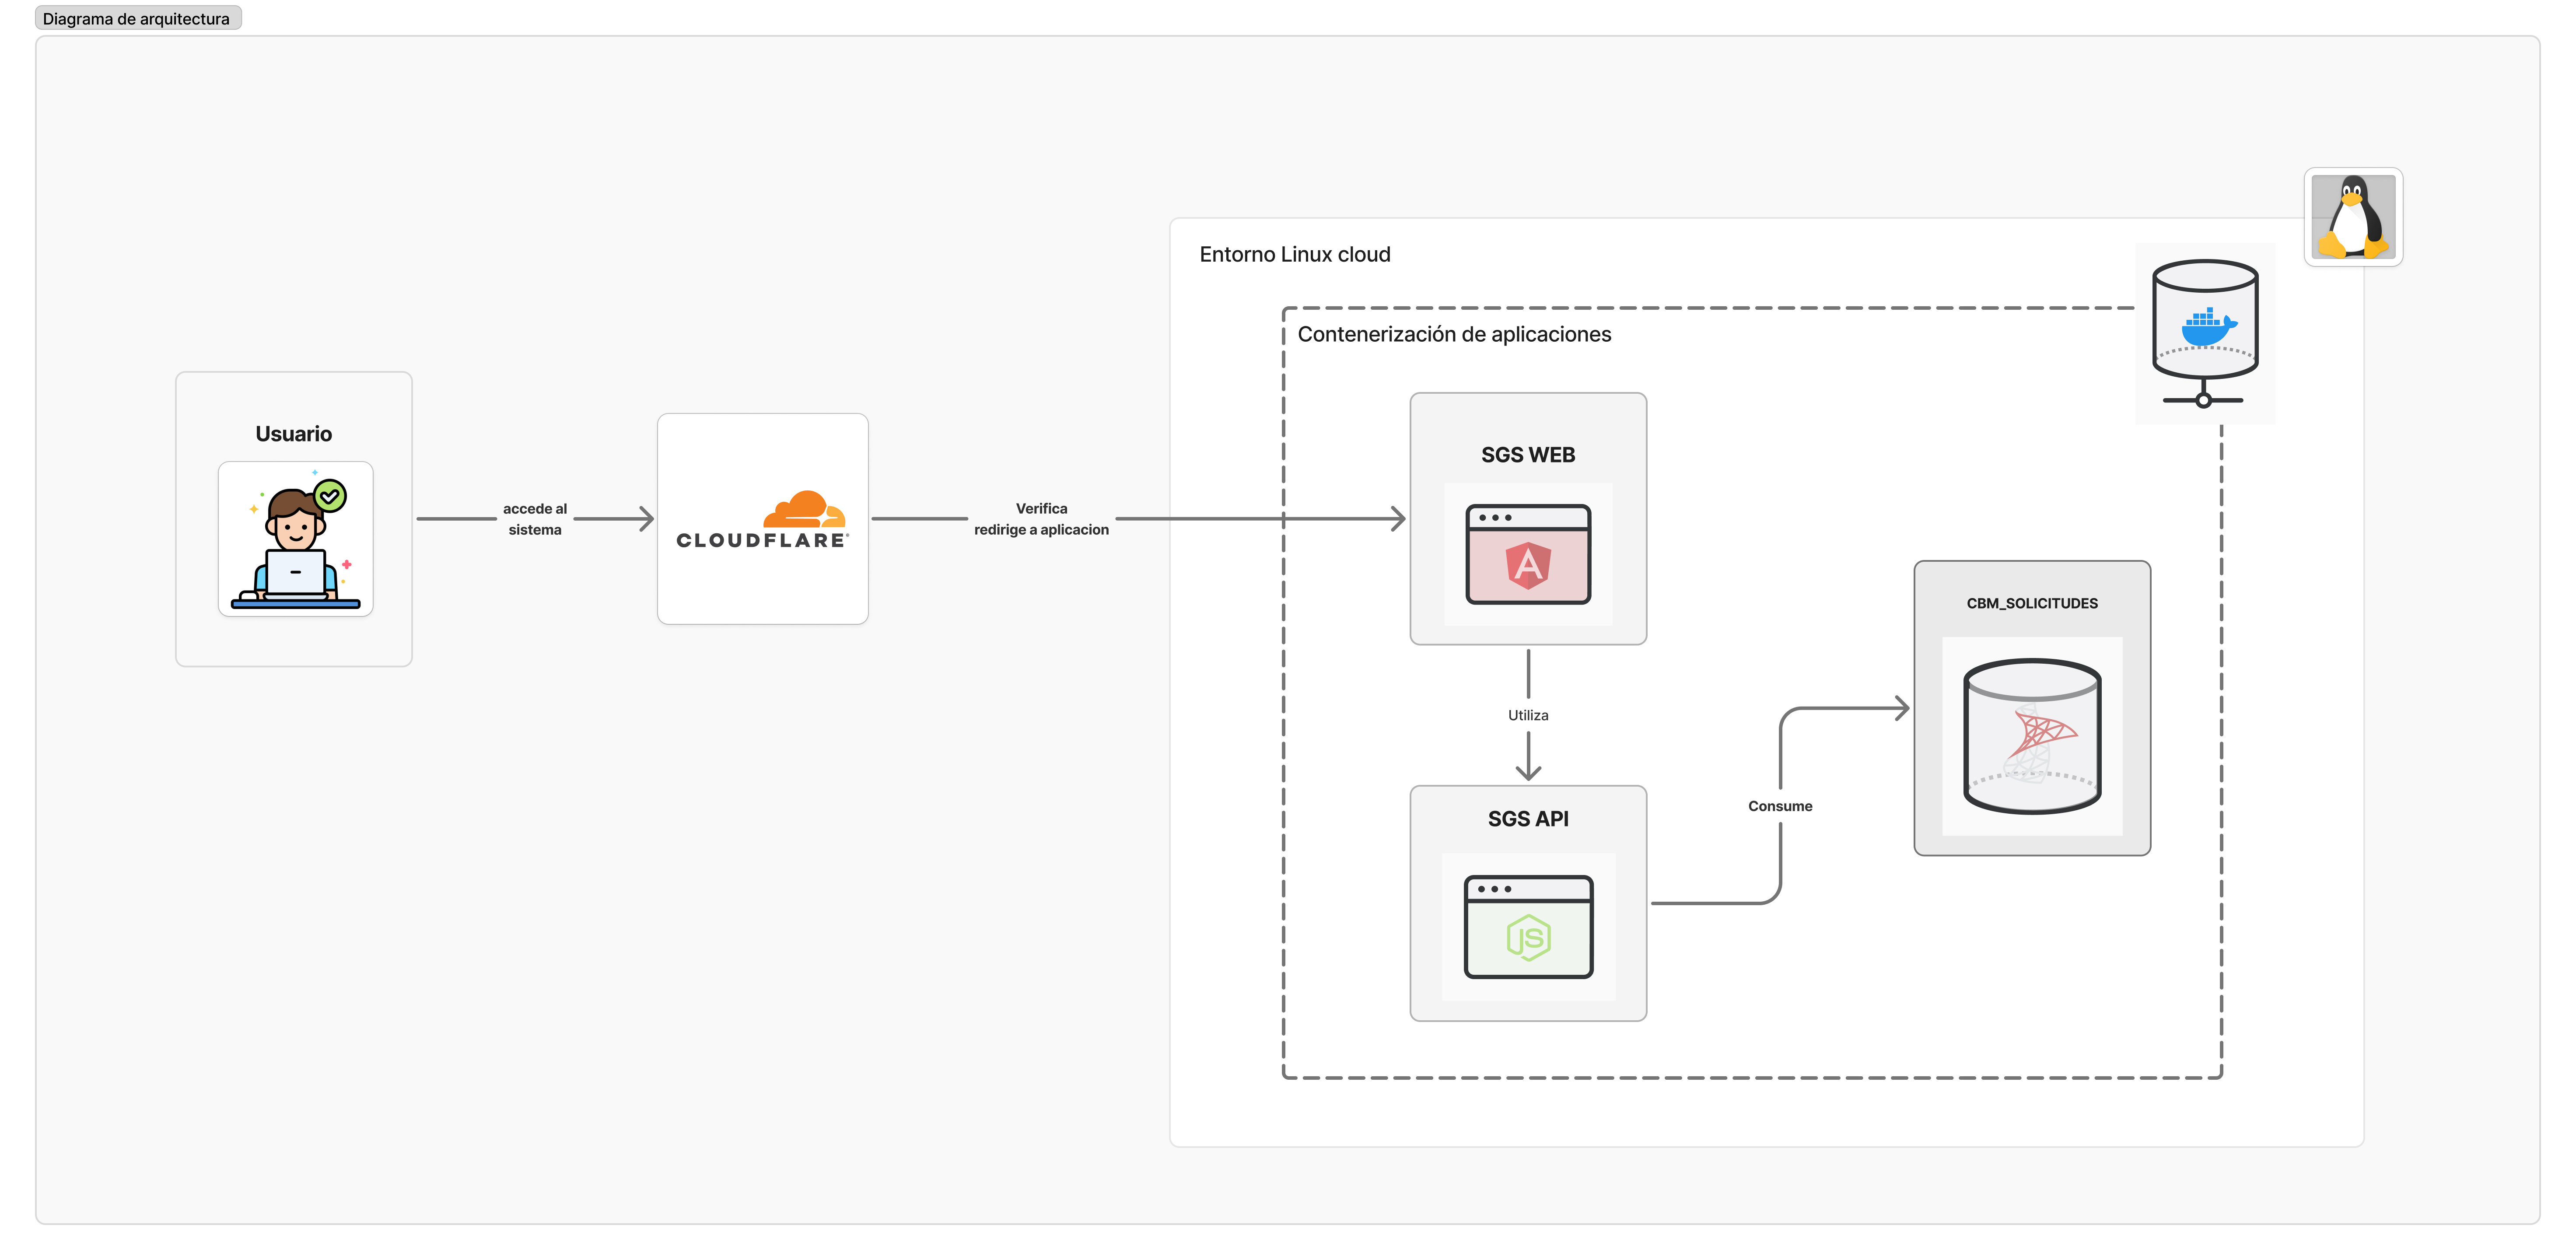 Diagrama de arquitectura
Entorno Linux cloud
Contenerización de aplicaciones
Usuario
accede al
sistema
CLOUDFLARE
Verifica
redirige a aplicacion
SGS WEB
Utiliza
SGS API
JS
Consume
CBM_SOLICITUDES